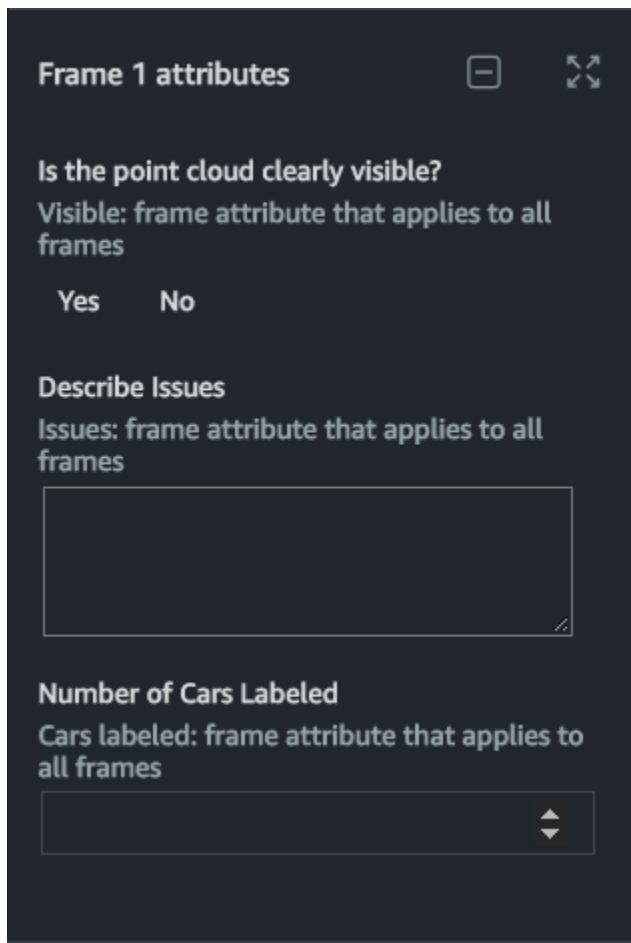 Frame 1 attributes
Is the point cloud clearly visible?
Visible: frame attribute that applies to all
frames
Yes No
Describe Issues
Issues: frame attribute that applies to all
frames
Number of Cars Labeled
Cars labeled: frame attribute that applies to
all frames